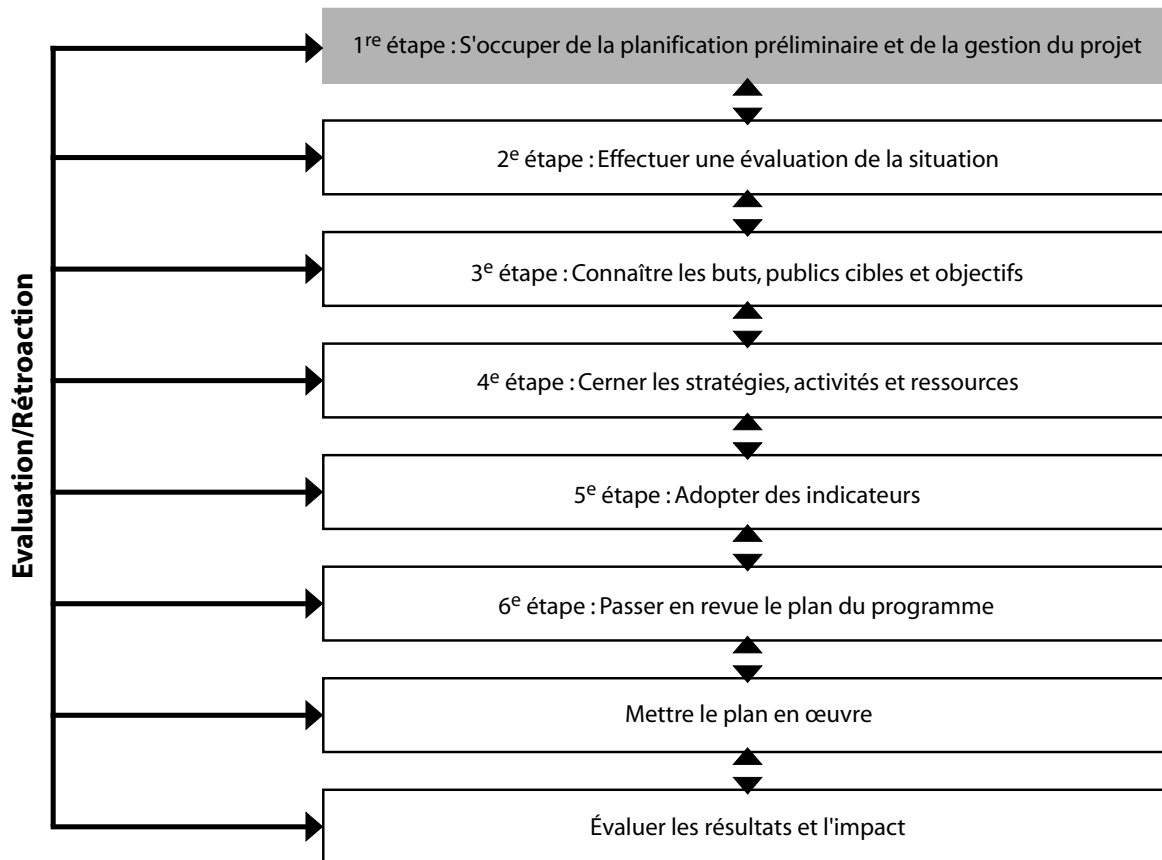 1re étape : S'occuper de la planification préliminaire et de la gestion du projet
2e étape : Effectuer une évaluation de la situation
3e étape : Connaître les buts, publics cibles et objectifs
4e étape : Cerner les stratégies, activités et ressources
5e étape : Adopter des indicateurs
6e étape : Passer en revue le plan du programme
Mettre le plan en œuvre
Évaluer les résultats et l'impact
Evaluation/Rétroaction